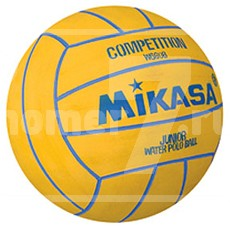 COMPETITION
MIKASA
JUNIOR
WATER POLO BALL